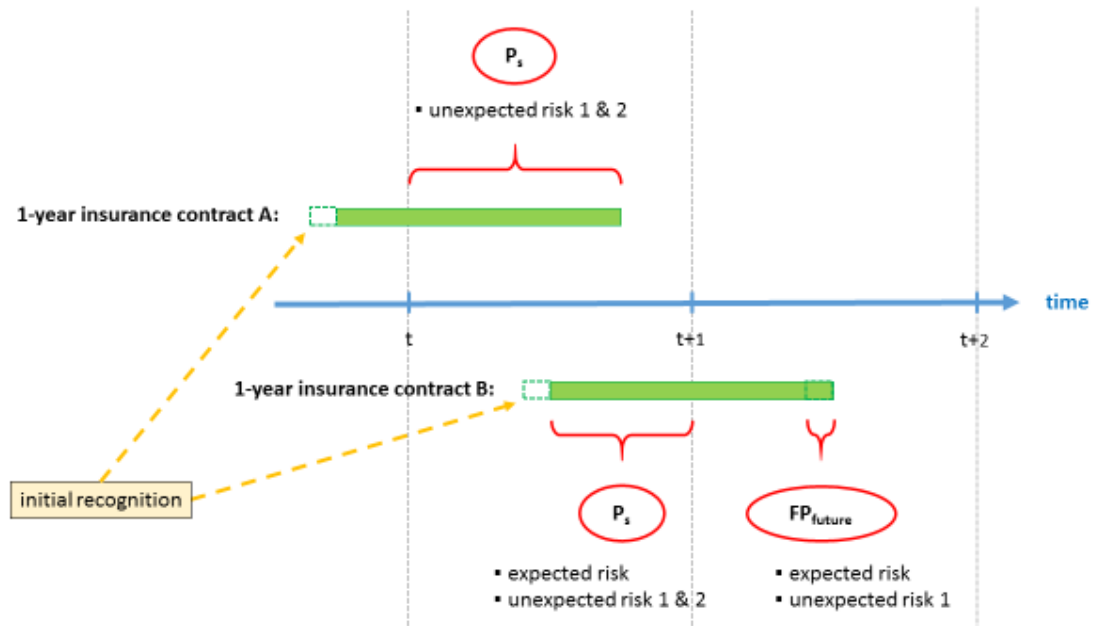 Ps
▪ unexpected risk 1 & 2
1-year insurance contract A:
time
t
t+1
t+2
1-year insurance contract B:
initial recognition
Ps
FPfuture
▪ expected risk
▪ unexpected risk 1 & 2
▪ expected risk
▪ unexpected risk 1